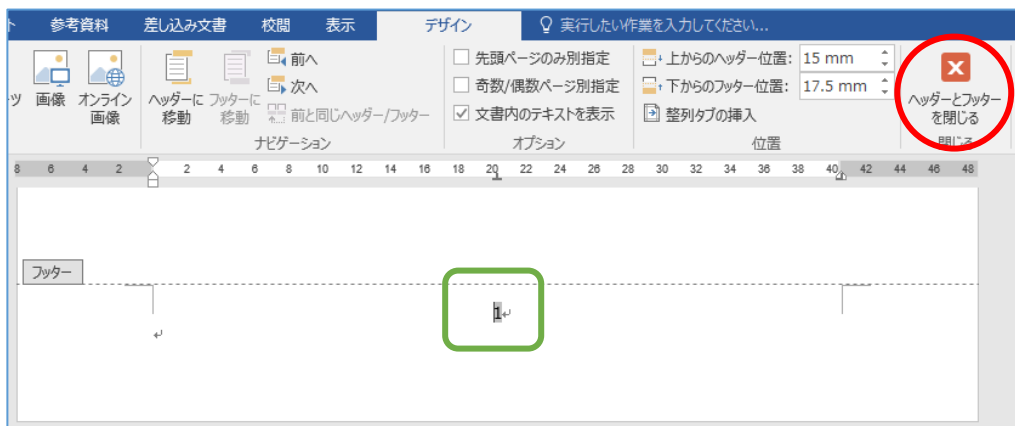 ト 参考資料 差し込み文書 校閲 表示 デザイン 実行したい作業を入力してください...
ツ 画像 オンライン
画像
ヘッダーに
移動
フッターに
移動
前へ
次へ
前と同じヘッダー/フッター
ナビゲーション
先頭ページのみ別指定
奇数/偶数ページ別指定
文書内のテキストを表示
オプション
上からのヘッダー位置: 15 mm
下からのフッター位置: 17.5 mm
整列タブの挿入
位置
ヘッダーとフッター
を閉じる
閉じる
8 6 4 2 2 4 6 8 10 12 14 16 18 20 22 24 26 28 30 32 34 36 38 40 42 44 46 48
フッター
1